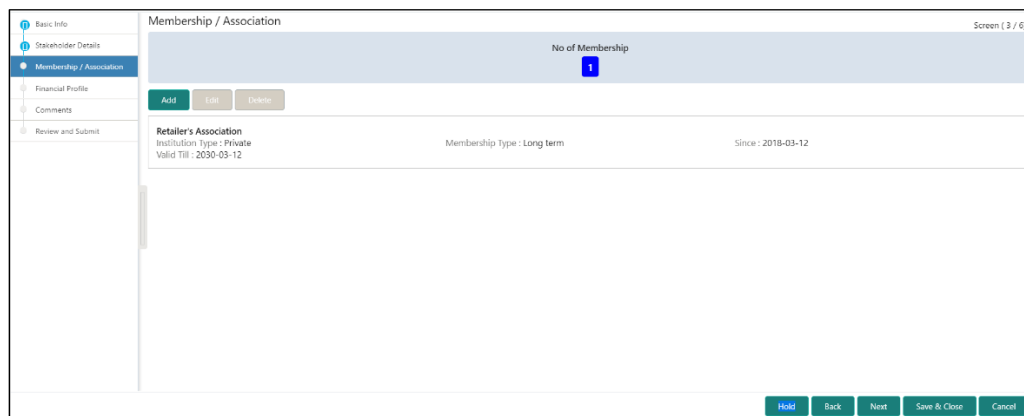 Basic Info
Stakeholder Details
Membership / Association
Financial Profile
Comments
Review and Submit
Membership / Association
Screen ( 3 / 6)
No of Membership
1
Add Edit Delete
Retailer's Association
Institution Type : Private Membership Type : Long term Since : 2018-03-12
Valid Till : 2030-03-12
Hold Back Next Save & Close Cancel